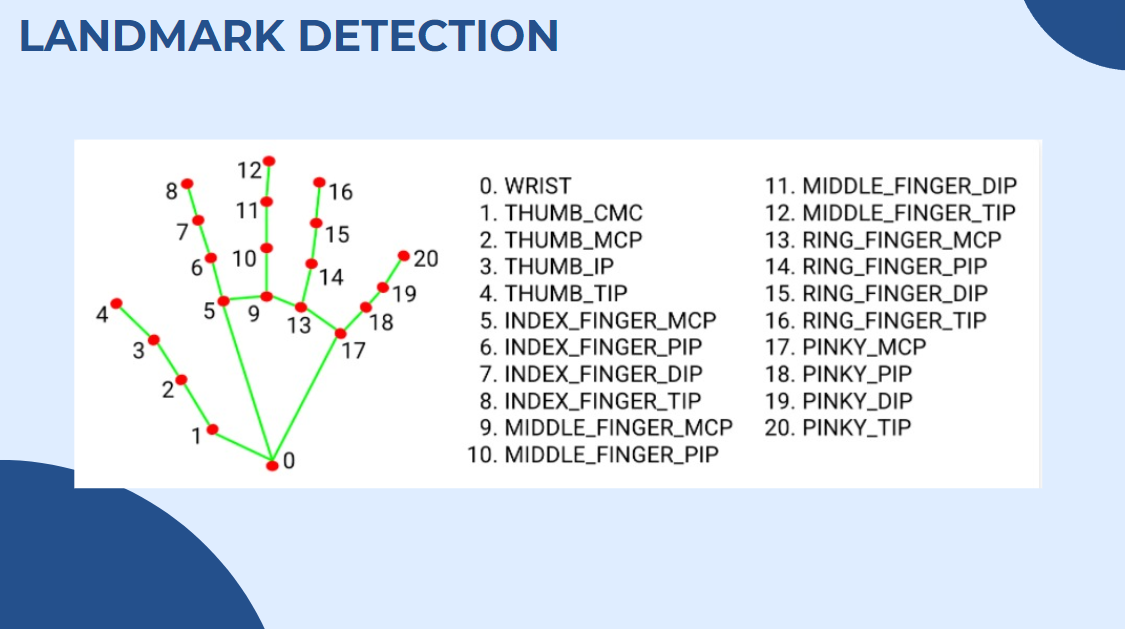 LANDMARK DETECTION
12
8
16
11
7
15
10
6
14
20
19
4
5
9
13
18
3
17
2
1
0
0. WRIST
1. THUMB_CMC
2. THUMB_MCP
3. THUMB_IP
4. THUMB_TIP
5. INDEX_FINGER_MCP
6. INDEX_FINGER_PIP
7. INDEX_FINGER_DIP
8. INDEX_FINGER_TIP
9. MIDDLE_FINGER_MCP
10. MIDDLE_FINGER_PIP
11. MIDDLE_FINGER_DIP
12. MIDDLE_FINGER_TIP
13. RING_FINGER_MCP
14. RING_FINGER_PIP
15. RING_FINGER_DIP
16. RING_FINGER_TIP
17. PINKY_MCP
18. PINKY_PIP
19. PINKY_DIP
20. PINKY_TIP